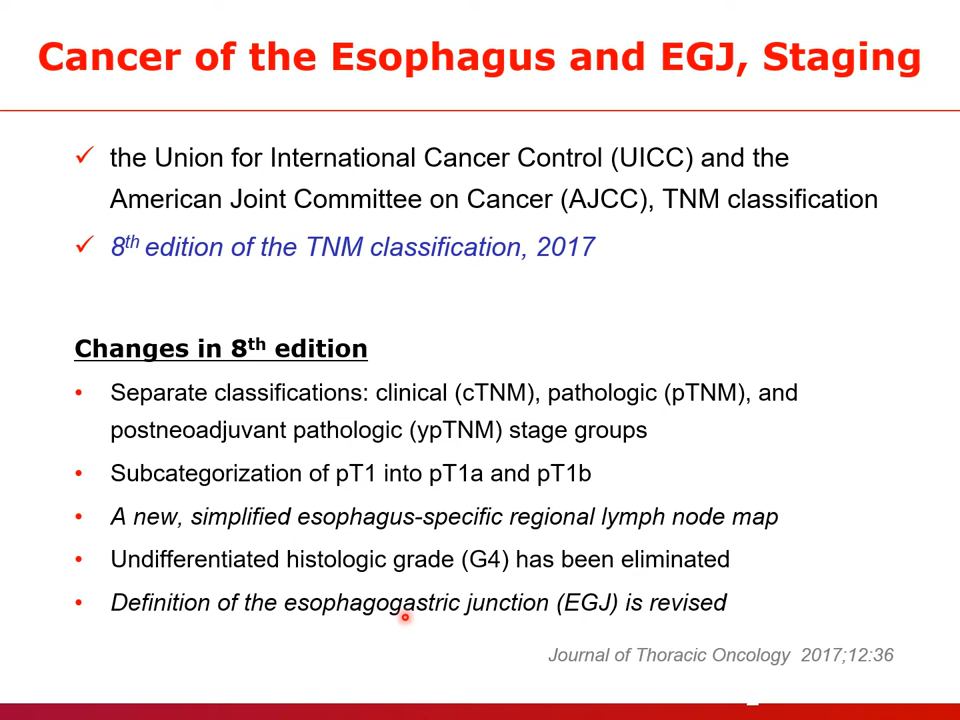 Cancer of the Esophagus and EGJ, Staging
✓ the Union for International Cancer Control (UICC) and the
American Joint Committee on Cancer (AJCC), TNM classification
✓ 8th edition of the TNM classification, 2017
Changes in 8th edition
• Separate classifications: clinical (cTNM), pathologic (pTNM), and
postneoadjuvant pathologic (ypTNM) stage groups
• Subcategorization of pT1 into pT1a and pT1b
• A new, simplified esophagus-specific regional lymph node map
• Undifferentiated histologic grade (G4) has been eliminated
• Definition of the esophagogastric junction (EGJ) is revised
Journal of Thoracic Oncology 2017;12:36